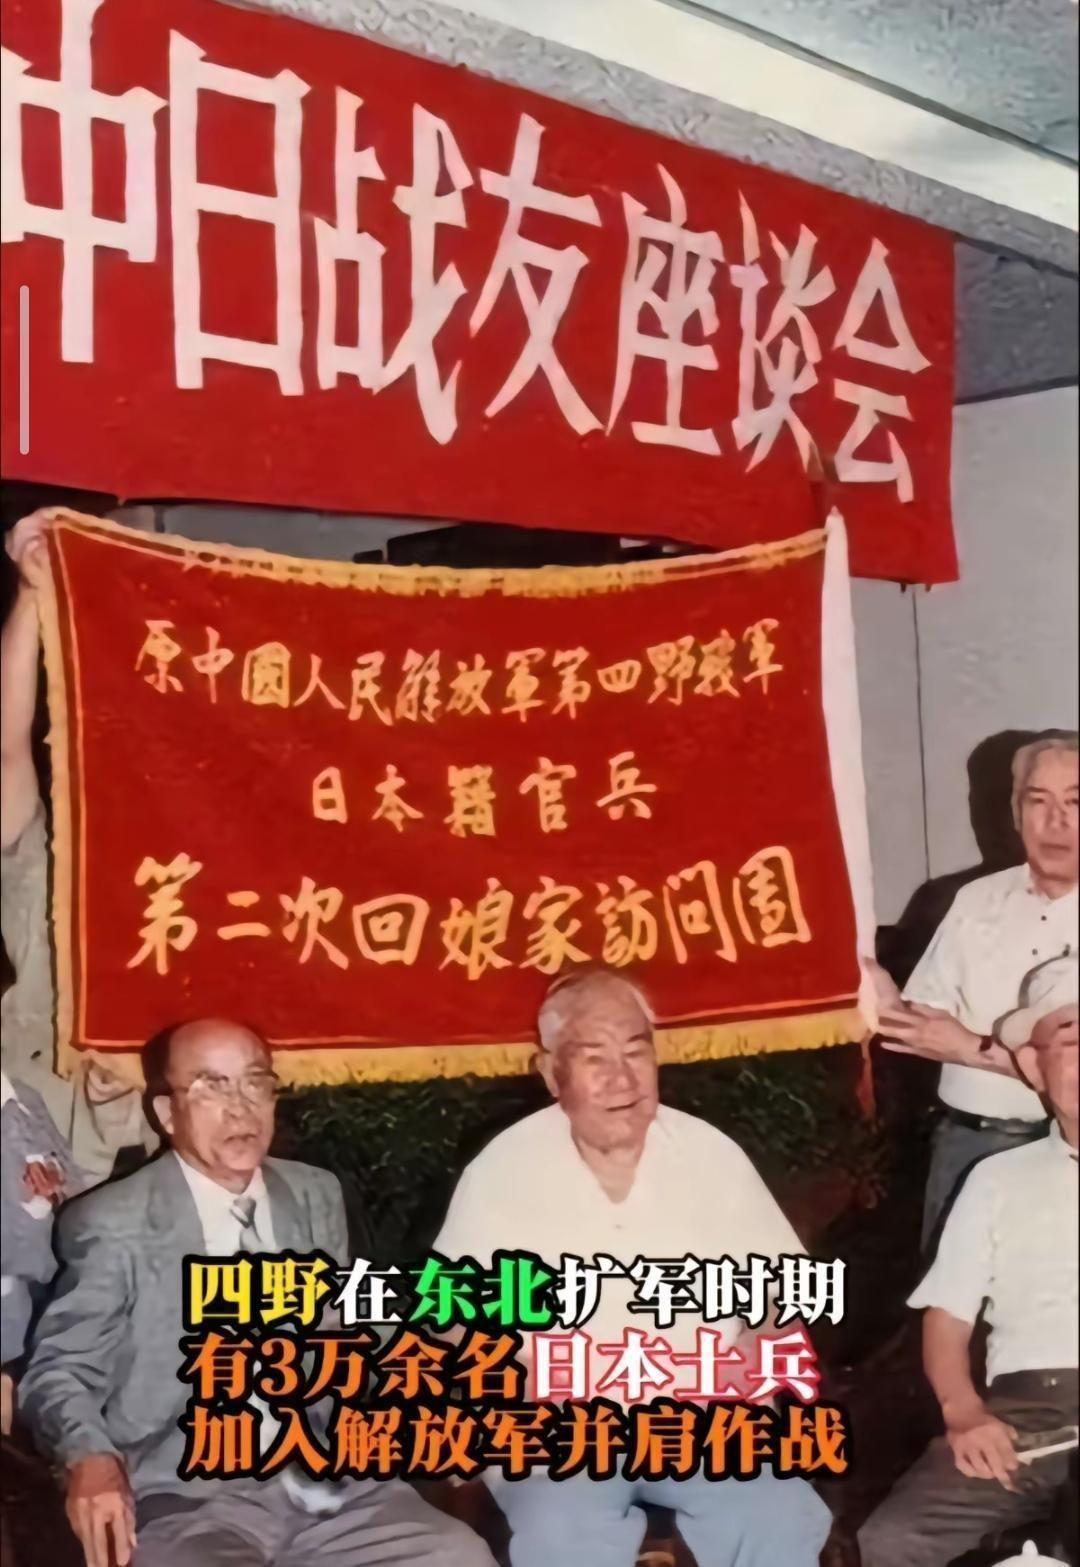 中日战友座谈会
原中國人民解放軍第四野戰军
日本籍官兵
第二次回娘家訪問團
四野在东北扩军时期
有3万余名日本士兵
加入解放军并肩作战